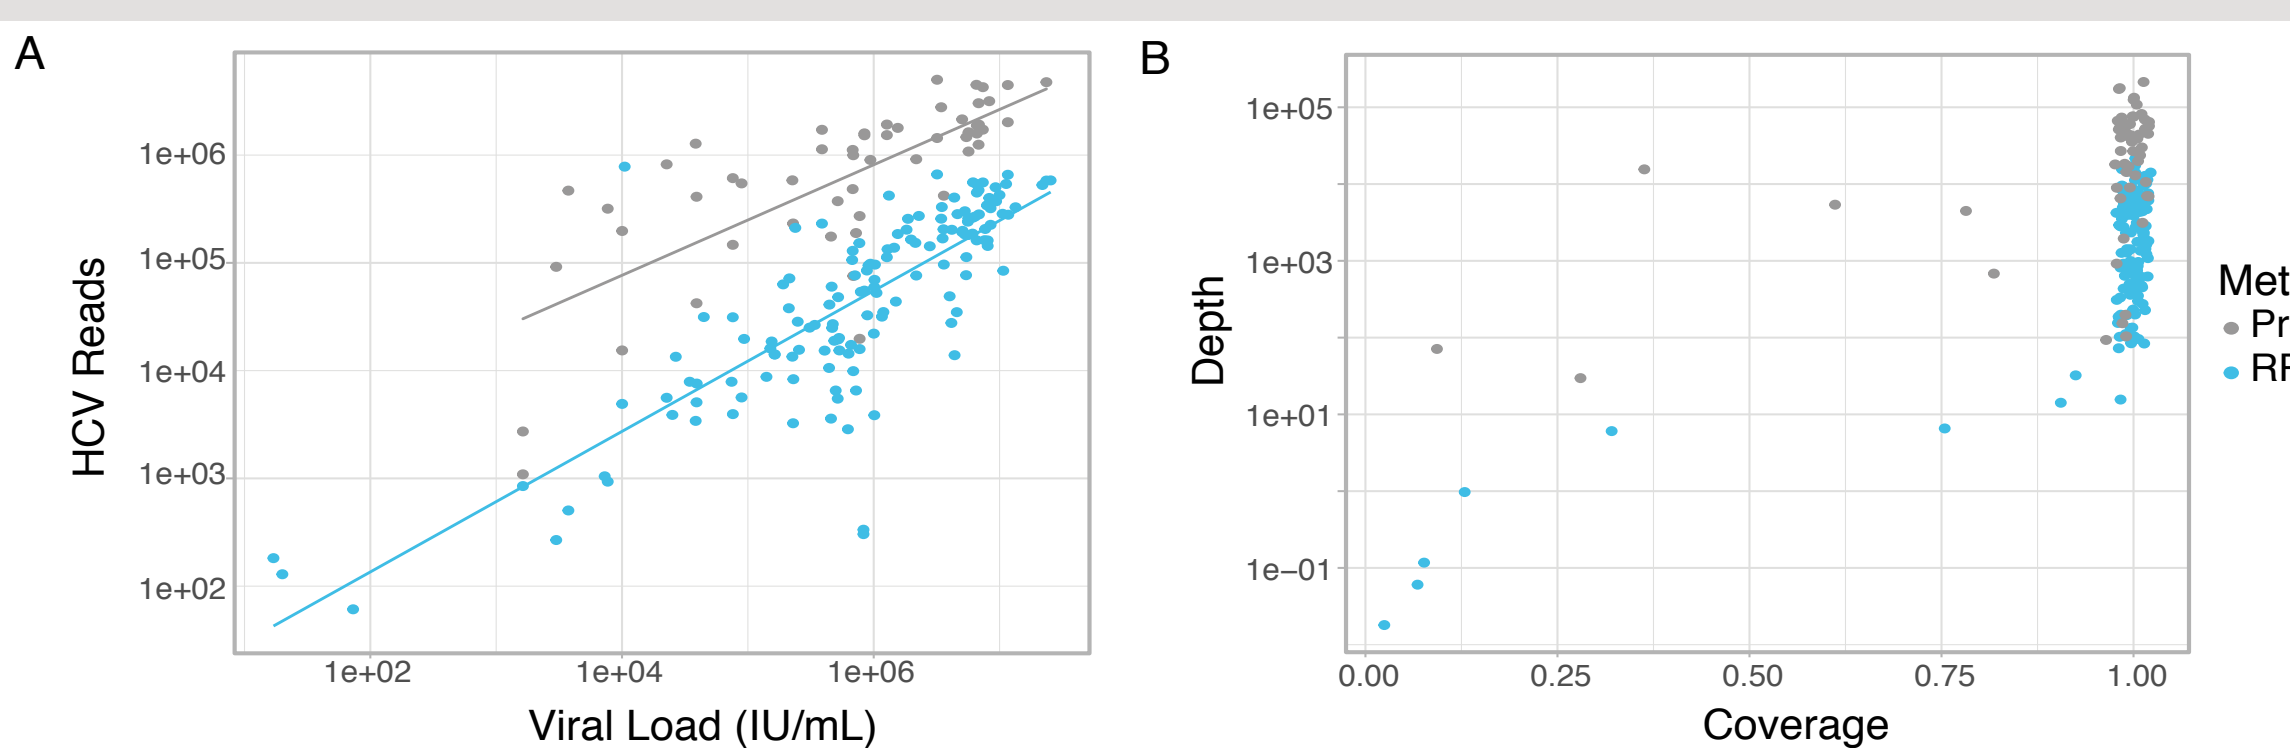 A
HCV Reads
1e+06
1e+05
1e+04
1e+03
1e+02
1e+02 1e+04 1e+06
Viral Load (IU/mL)
B
Depth
1e+05
1e+03
1e+01
1e−01
0.00 0.25 0.50 0.75 1.00
Coverage
Met
Pr